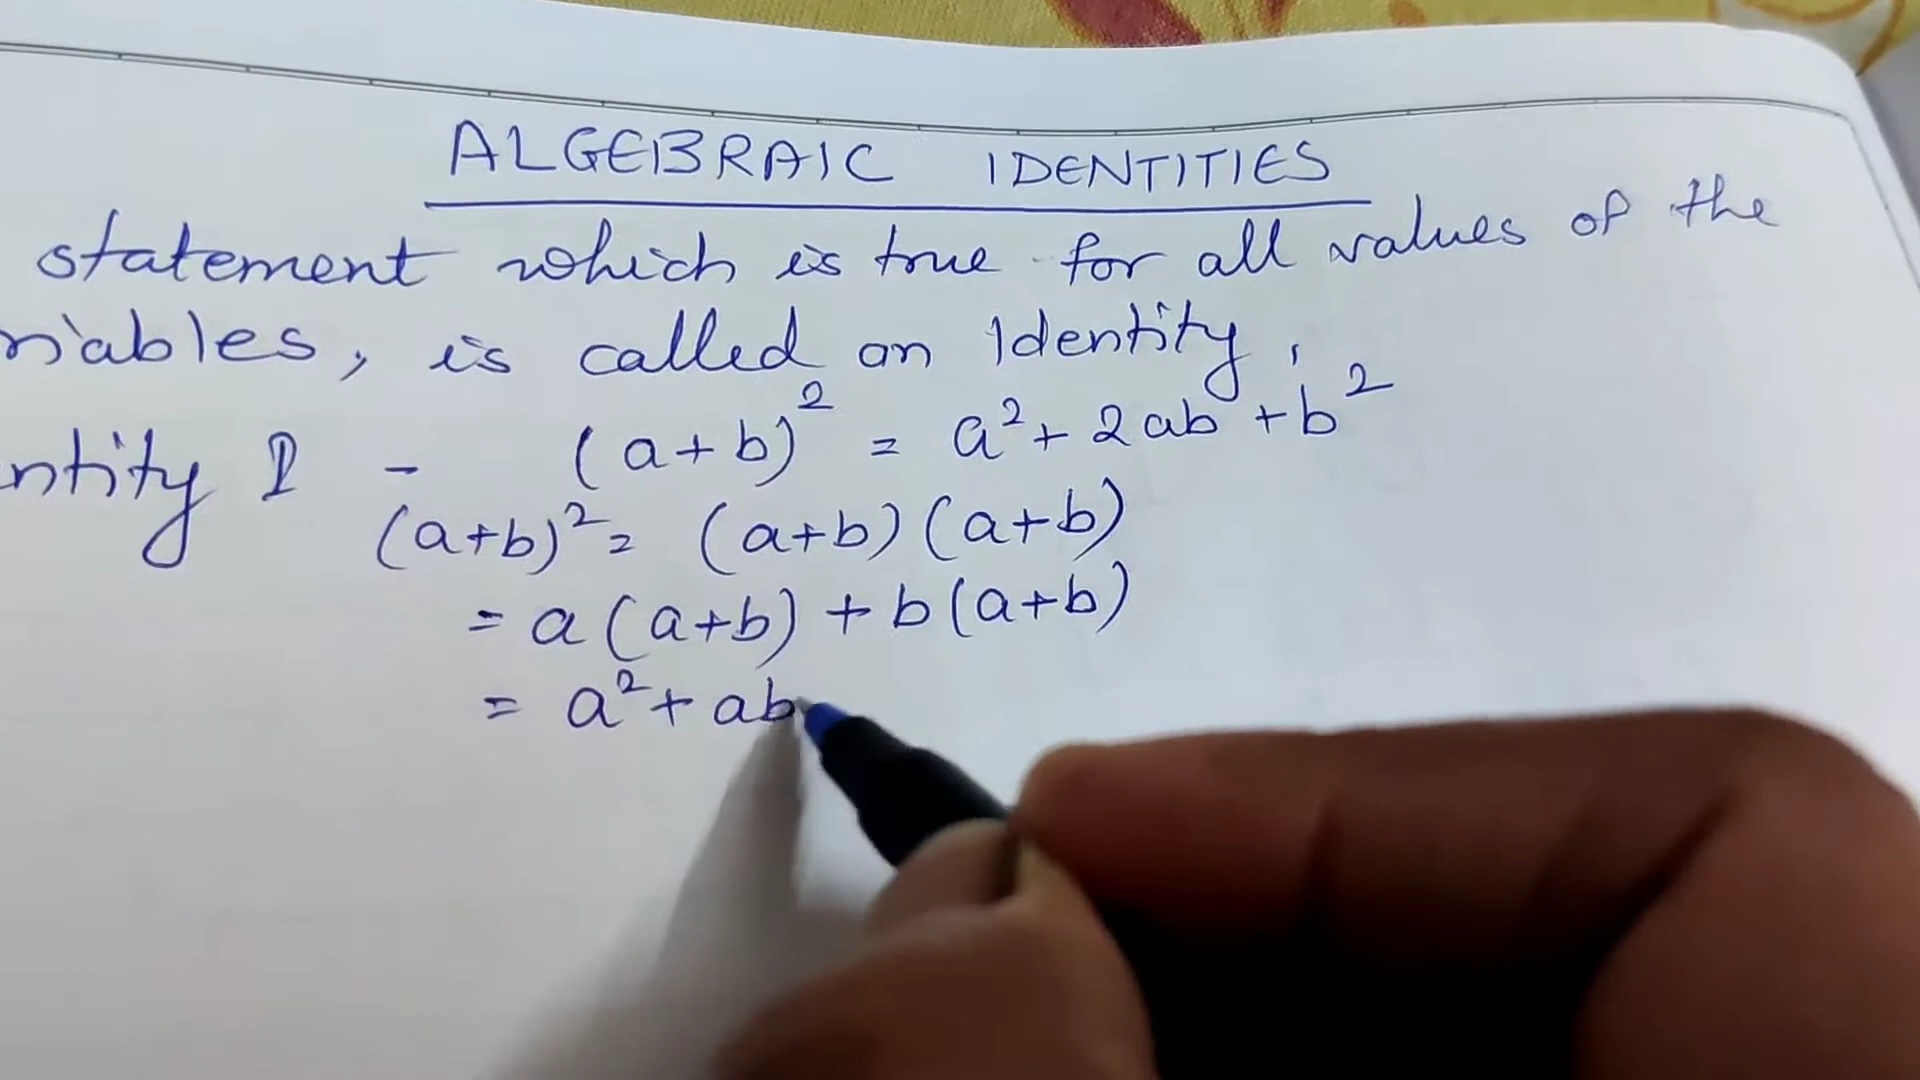 ALGEBRAIC IDENTITIES
statement which is true for all values of the
riables, is called an Identity.
ntity I - (a+b)² = a²+2ab+b²
(a+b)² = (a+b)(a+b)
= a(a+b) + b(a+b)
= a²+ab